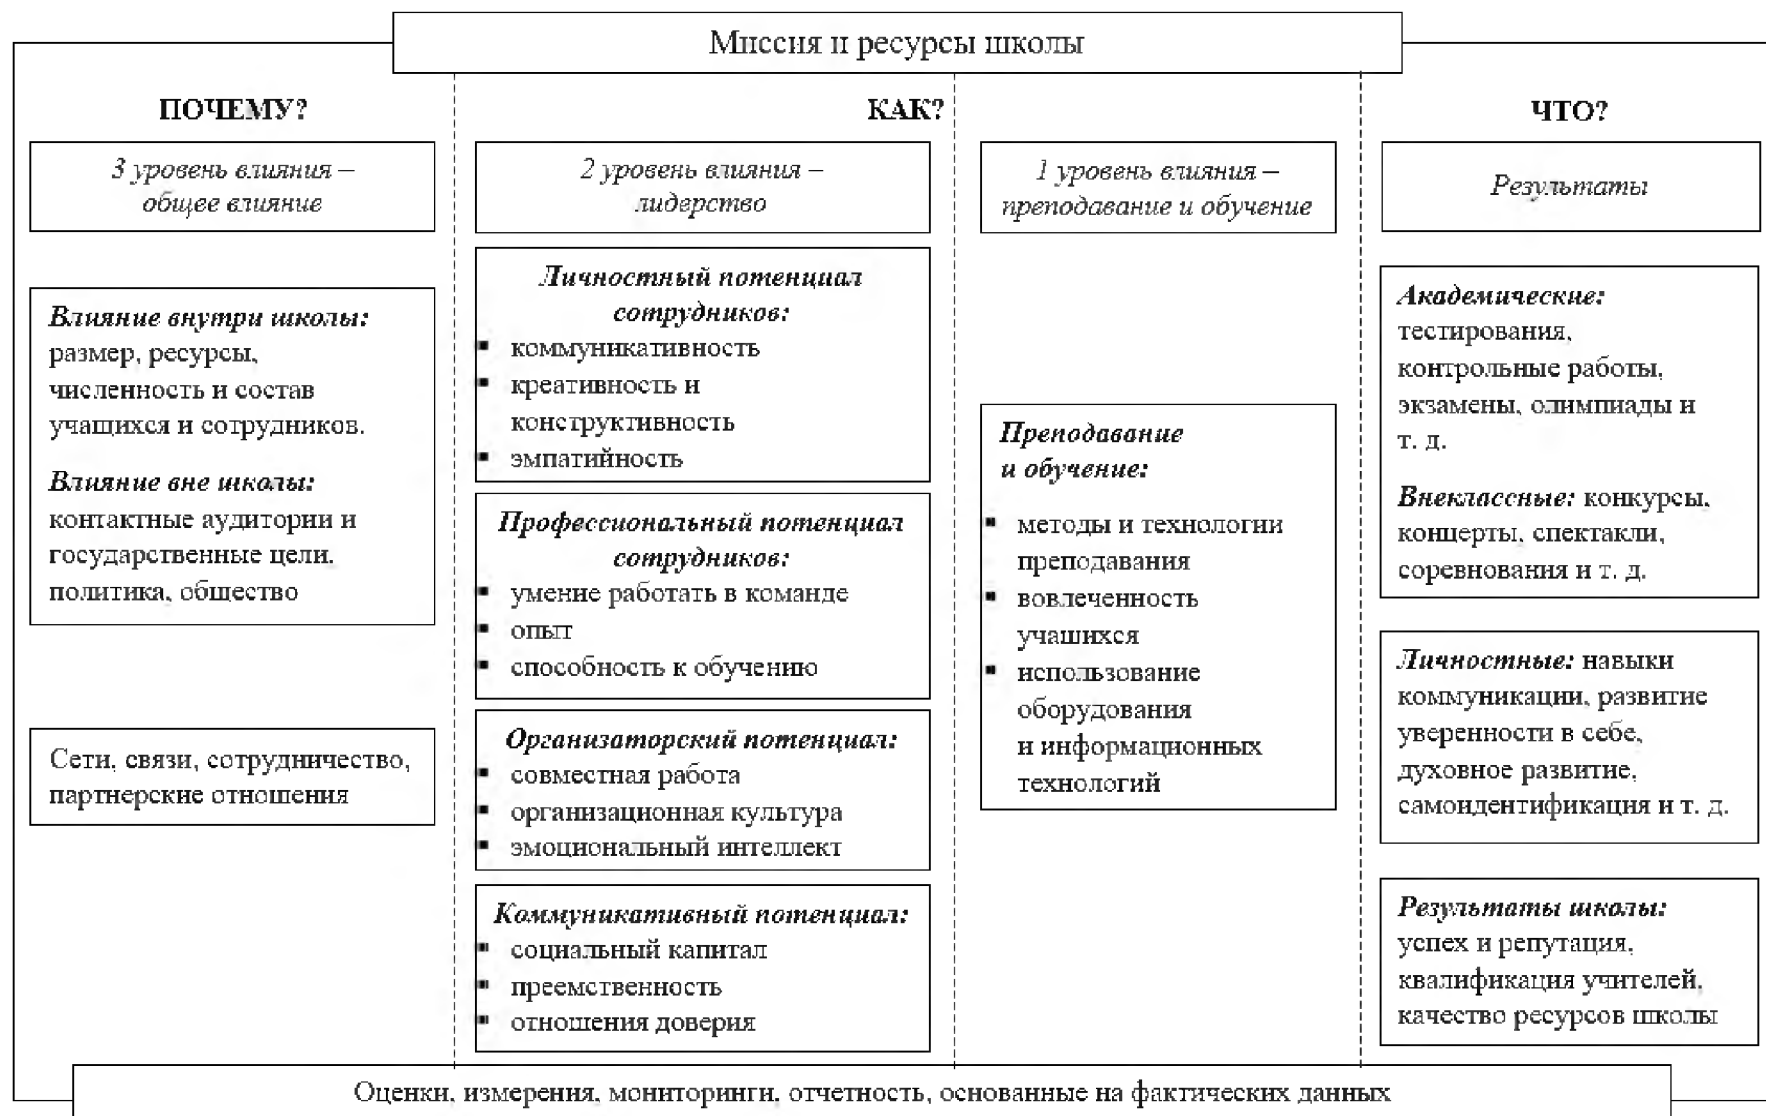 Миссия и ресурсы школы
ПОЧЕМУ?
КАК?
ЧТО?
3 уровень влияния –
общее влияние
2 уровень влияния –
лидерство
1 уровень влияния –
преподавание и обучение
Результаты
Влияние внутри школы:
размер, ресурсы,
численность и состав
учащихся и сотрудников.
Влияние вне школы:
контактные аудитории и
государственные цели.
политика, общество
Сети, связи, сотрудничество,
партнерские отношения
Личностный потенциал
сотрудников:
▪ коммуникативность
▪ креативность и
конструктивность
▪ эмпатийность
Профессиональный потенциал
сотрудников:
▪ умение работать в команде
▪ опыт
▪ способность к обучению
Организаторский потенциал:
▪ совместная работа
▪ организационная культура
▪ эмоциональный интеллект
Коммуникативный потенциал:
▪ социальный капитал
▪ преемственность
▪ отношения доверия
Преподавание
и обучение:
▪ методы и технологии
преподавания
▪ вовлеченность
учашихся
▪ использование
оборудования
и информационных
технологий
Академические:
тестирования,
контрольные работы,
экзамены, олимпиады и
т. д.
Внеклассные: конкурсы,
концерты, спектакли,
соревнования и т. д.
Личностные: навыки
коммуникации, развитие
уверенности в себе,
духовное развитие,
самоидентификация и т. д.
Результаты школы:
успех и репутация,
квалификация учителей,
качество ресурсов школы
Оценки, измерения, мониторинги, отчетность, основанные на фактических данных